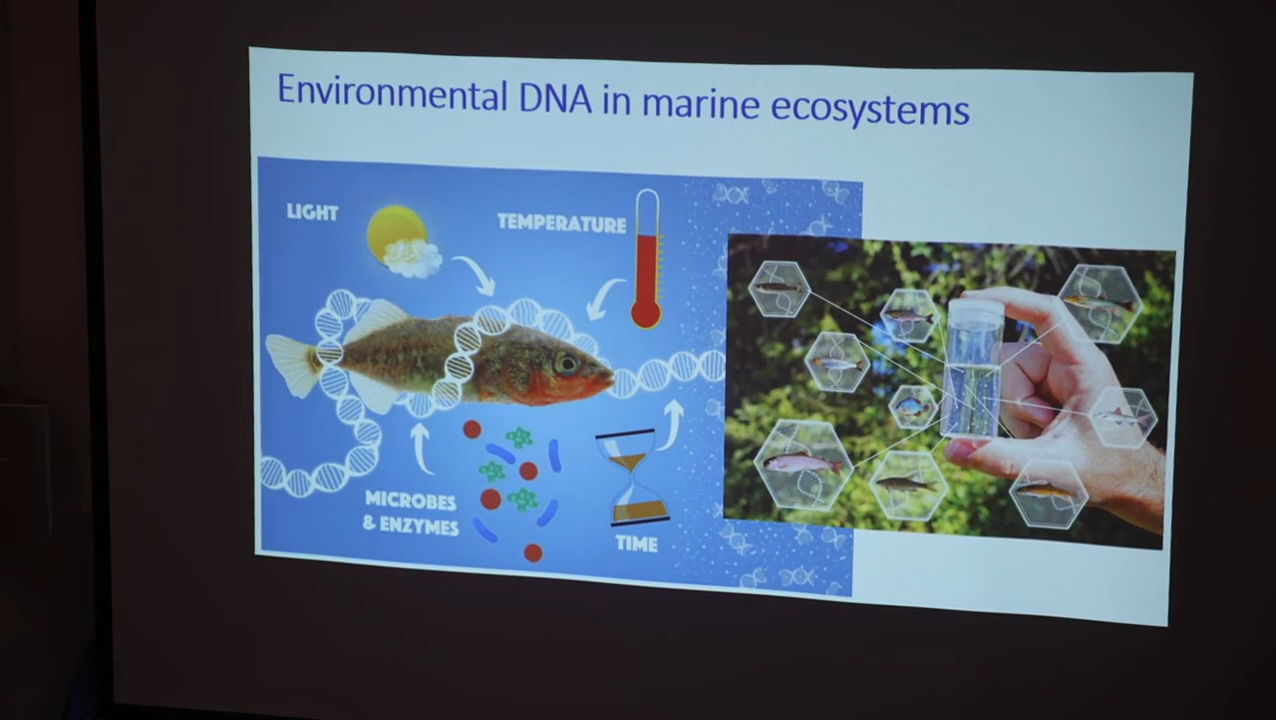 Environmental DNA in marine ecosystems
LIGHT
TEMPERATURE
MICROBES
& ENZYMES
TIME